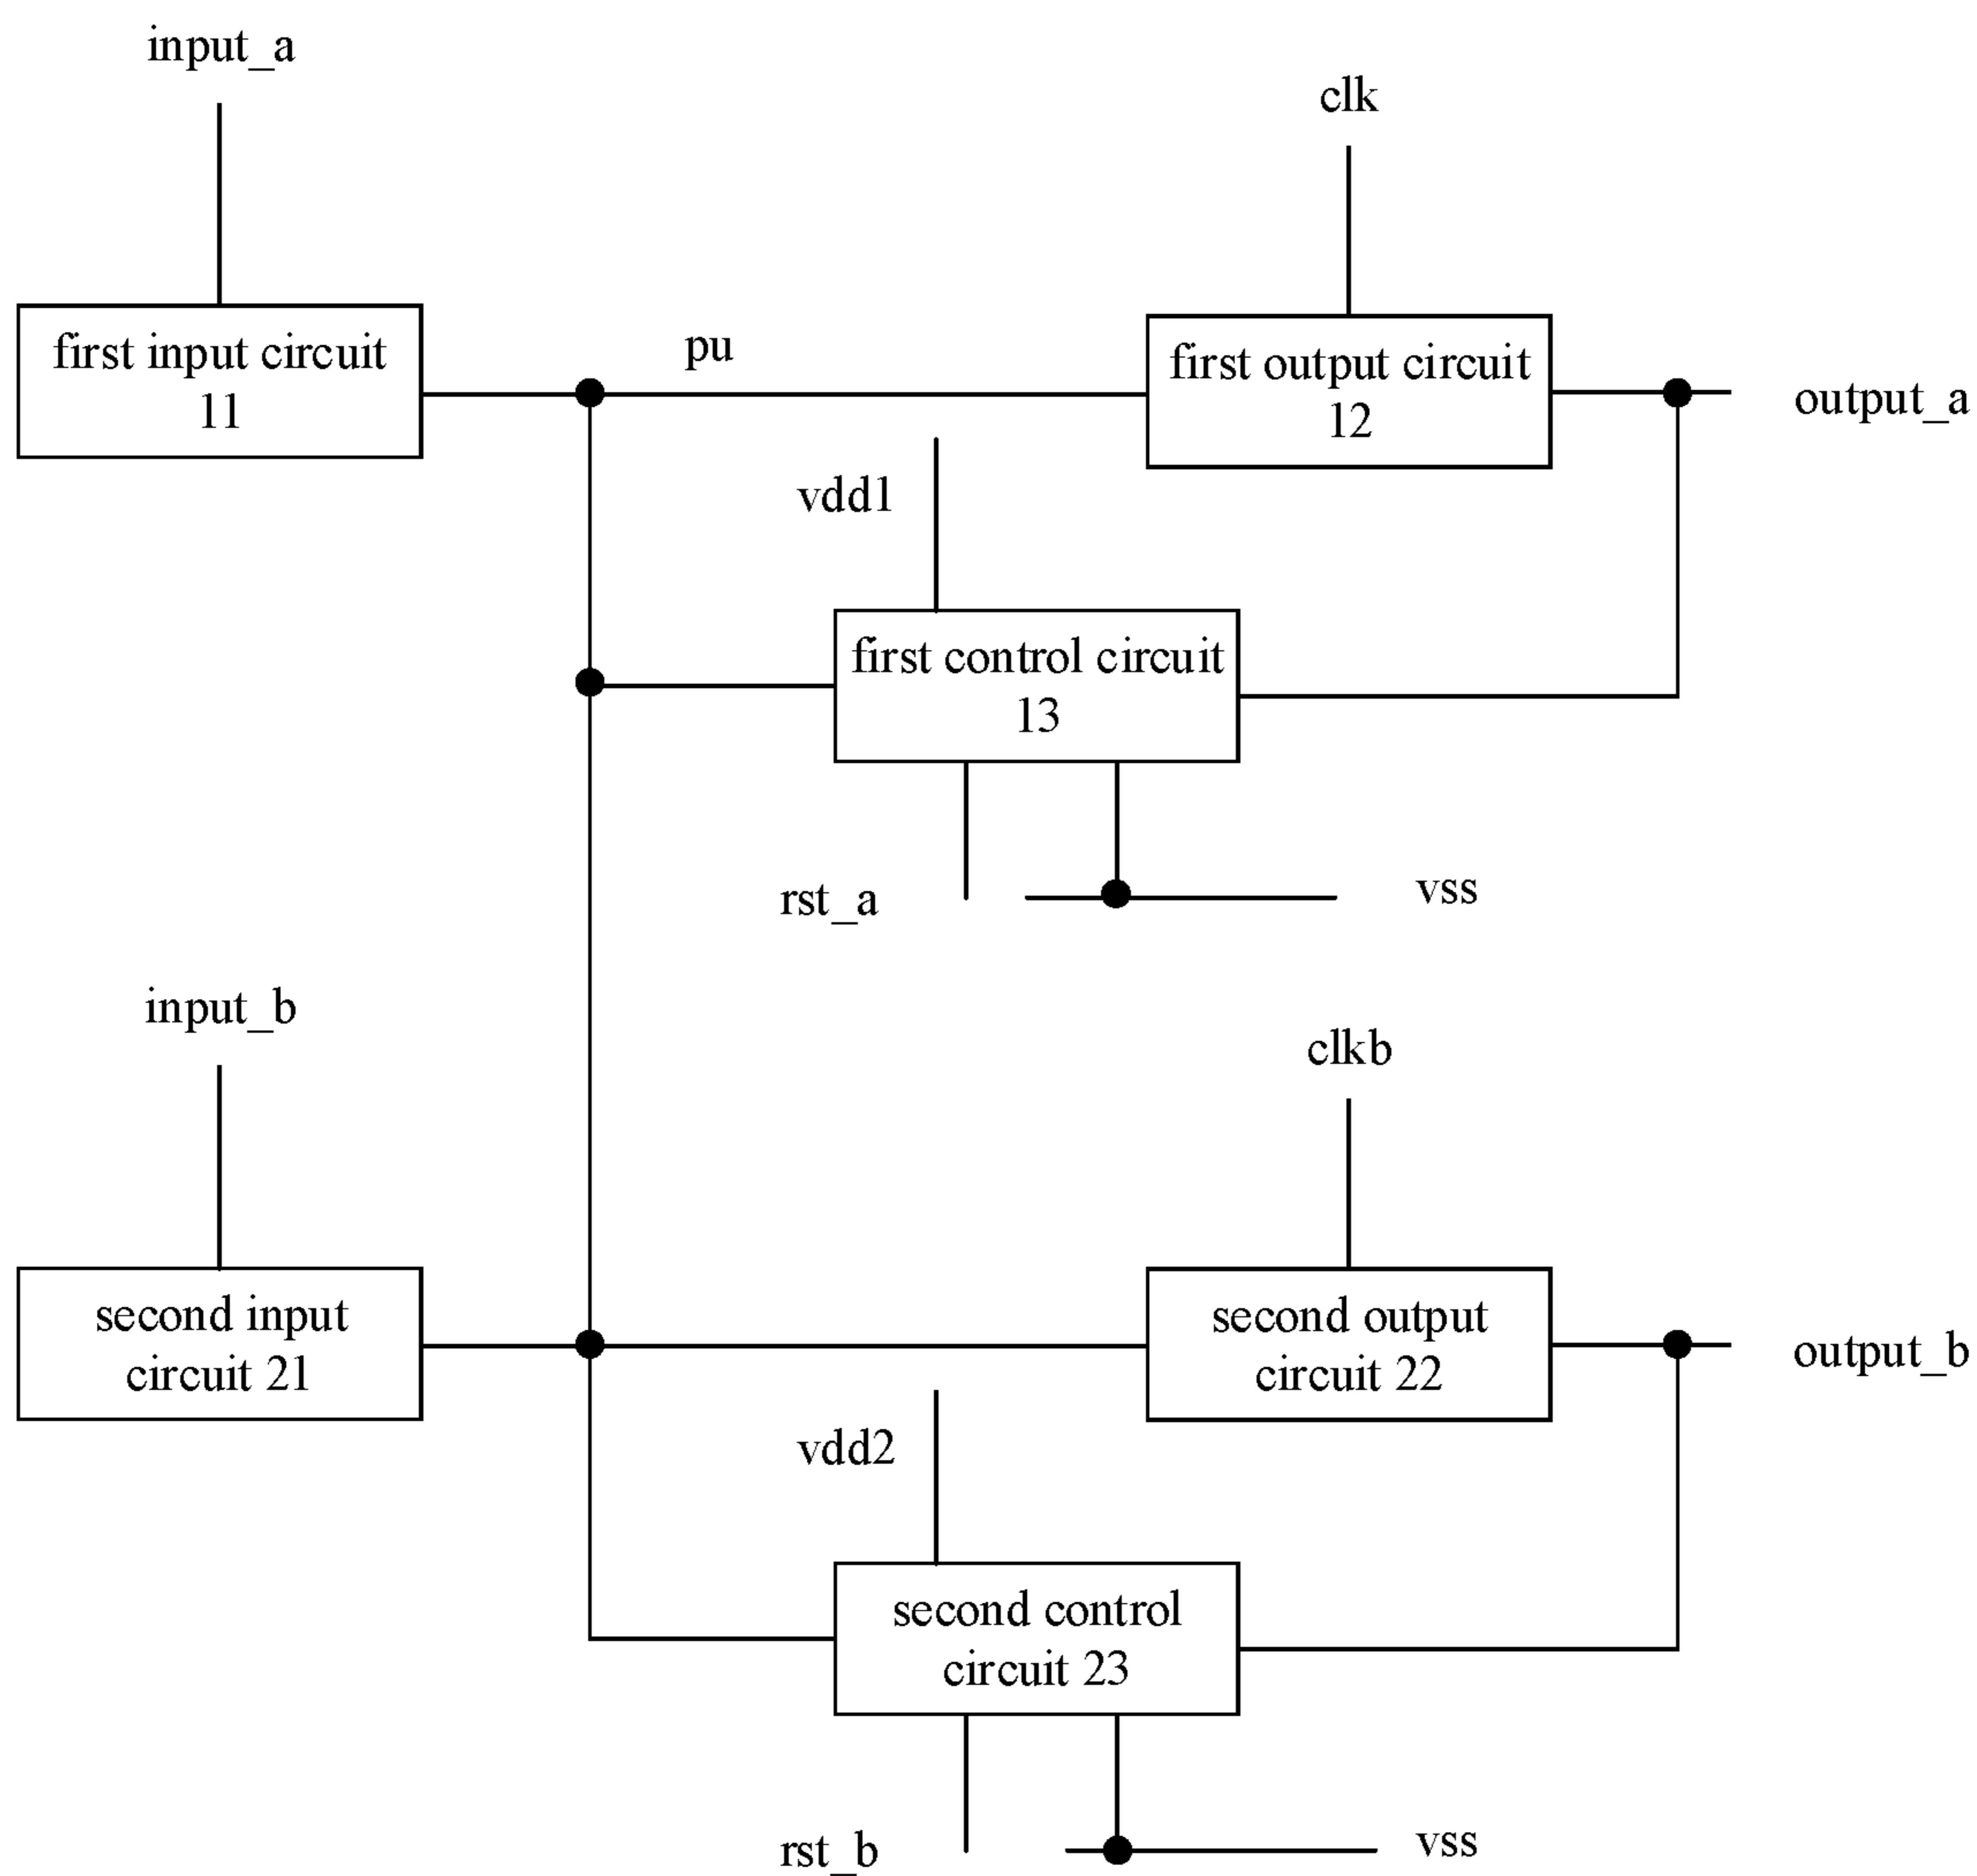 input_a
clk
first input circuit
11
pu
first output circuit
12
output_a
vdd1
first control circuit
13
rst_a
vss
input_b
clkb
second input
circuit 21
second output
circuit 22
output_b
vdd2
second control
circuit 23
rst_b
vss